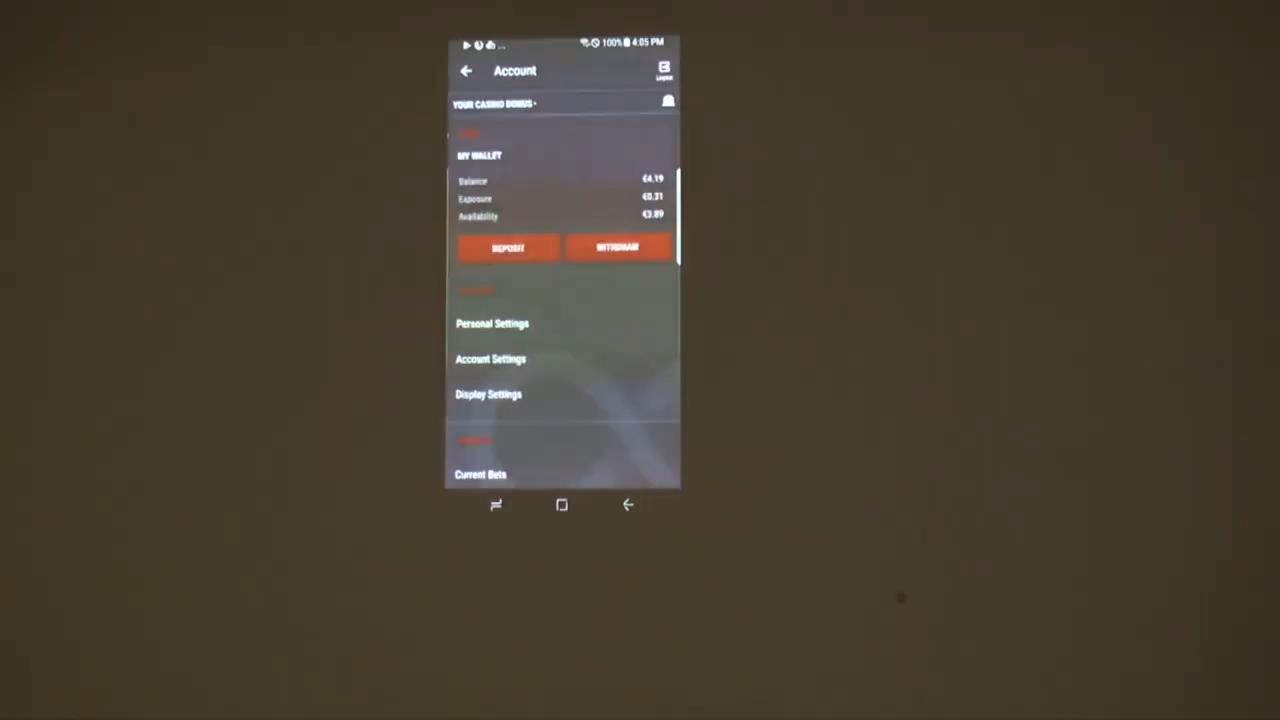 ... 100% 4:05 PM
Account
Logout
YOUR CASINO BONUS
MY WALLET
Balance €4.19
Exposure €0.31
Availability €3.89
DEPOSIT WITHDRAW
Personal Settings
Account Settings
Display Settings
Current Bets